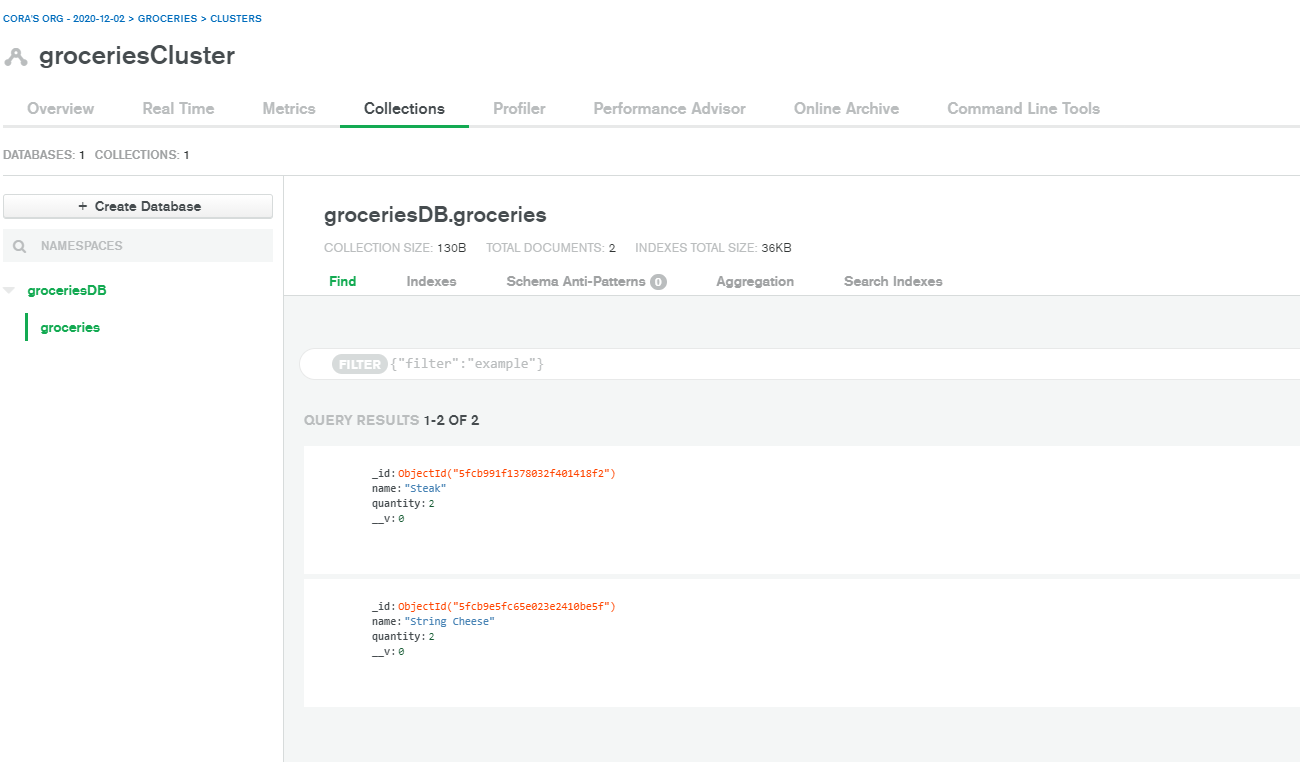 CORA'S ORG - 2020-12-02 > GROCERIES > CLUSTERS
groceriesCluster
Overview Real Time Metrics Collections Profiler Performance Advisor Online Archive Command Line Tools
DATABASES: 1 COLLECTIONS: 1
+ Create Database
NAMESPACES
groceriesDB
groceries
groceriesDB.groceries
COLLECTION SIZE: 130B TOTAL DOCUMENTS: 2 INDEXES TOTAL SIZE: 36KB
Find Indexes Schema Anti-Patterns 0 Aggregation Search Indexes
FILTER {"filter":"example"}
QUERY RESULTS 1-2 OF 2
_id:ObjectId("5fcb991f1378032f401418f2")
name:"Steak"
quantity:2
__v:0
_id:ObjectId("5fcb9e5fc65e023e2410be5f")
name:"String Cheese"
quantity:2
__v:0